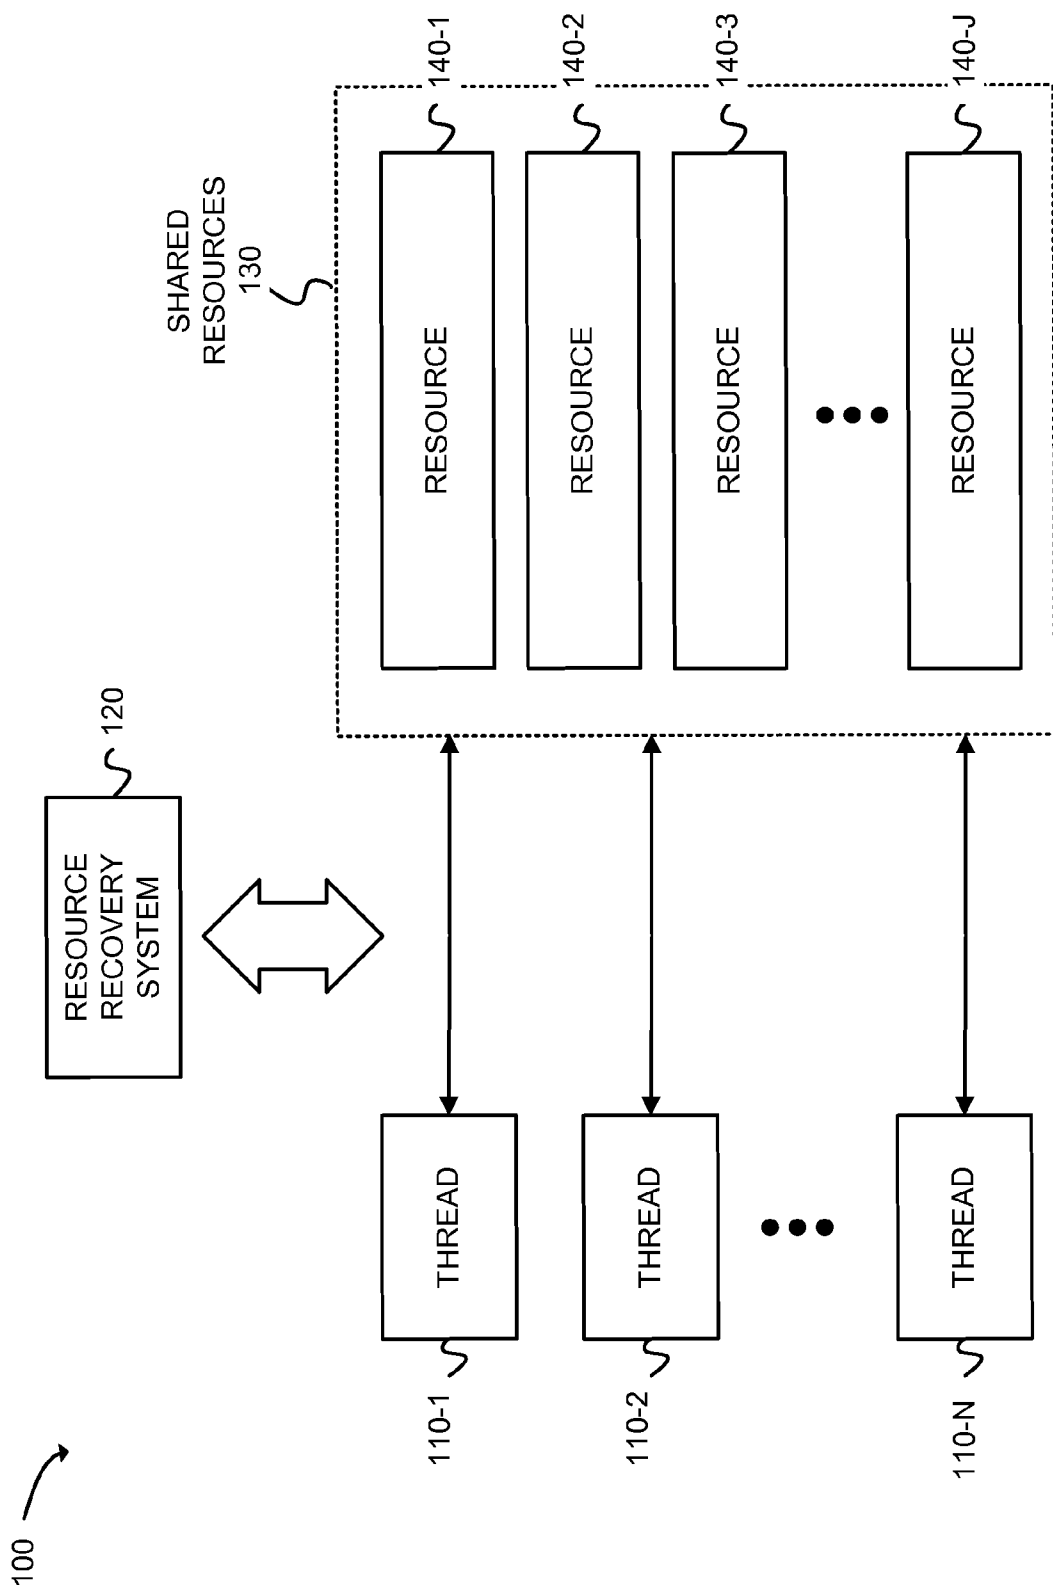 100
RESOURCE
RECOVERY
SYSTEM
120
SHARED
RESOURCES
130
110-1
THREAD
RESOURCE
140-1
RESOURCE
140-2
110-2
THREAD
RESOURCE
140-3
110-N
THREAD
RESOURCE
140-J